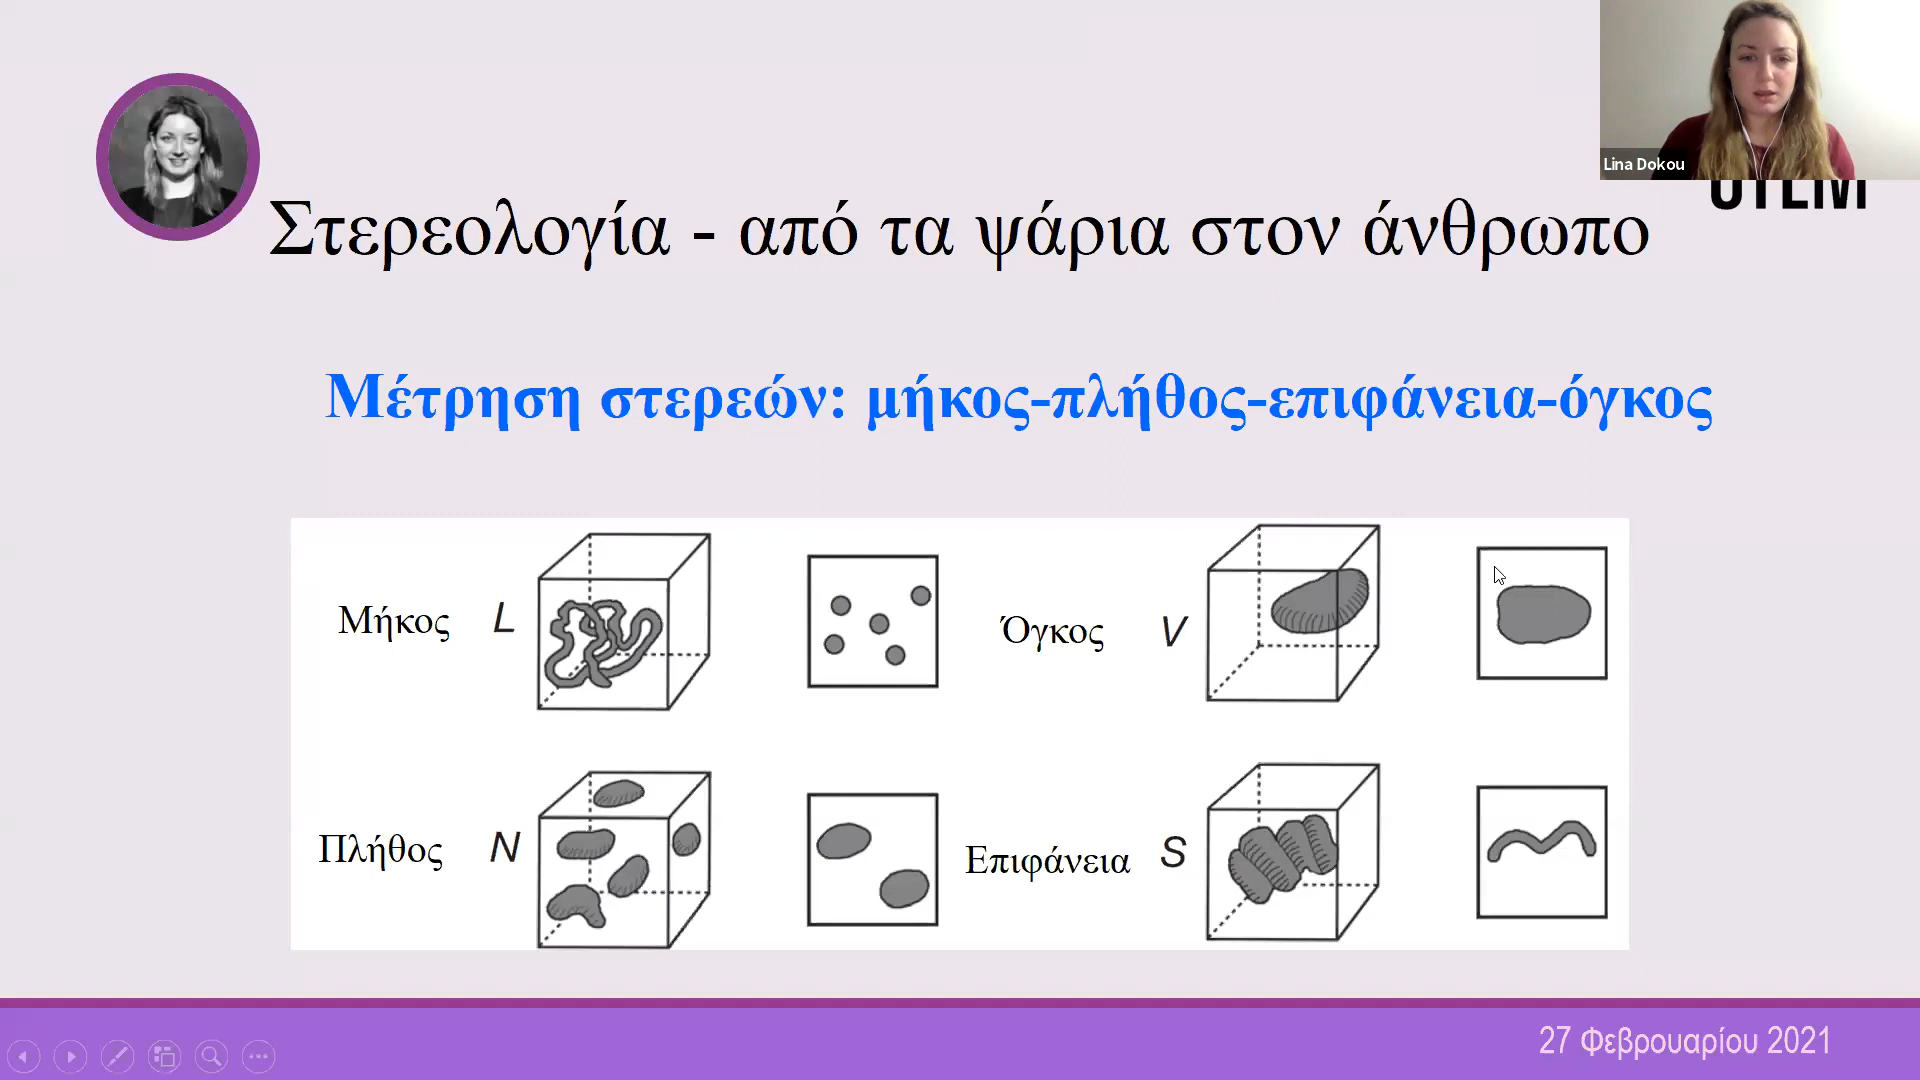 Lina Dokou
STEM
Στερεολογία - από τα ψάρια στον άνθρωπο
Μέτρηση στερεών: μήκος-πλήθος-επιφάνεια-όγκος
Μήκος L
Όγκος V
Πλήθος N
Επιφάνεια S
27 Φεβρουαρίου 2021